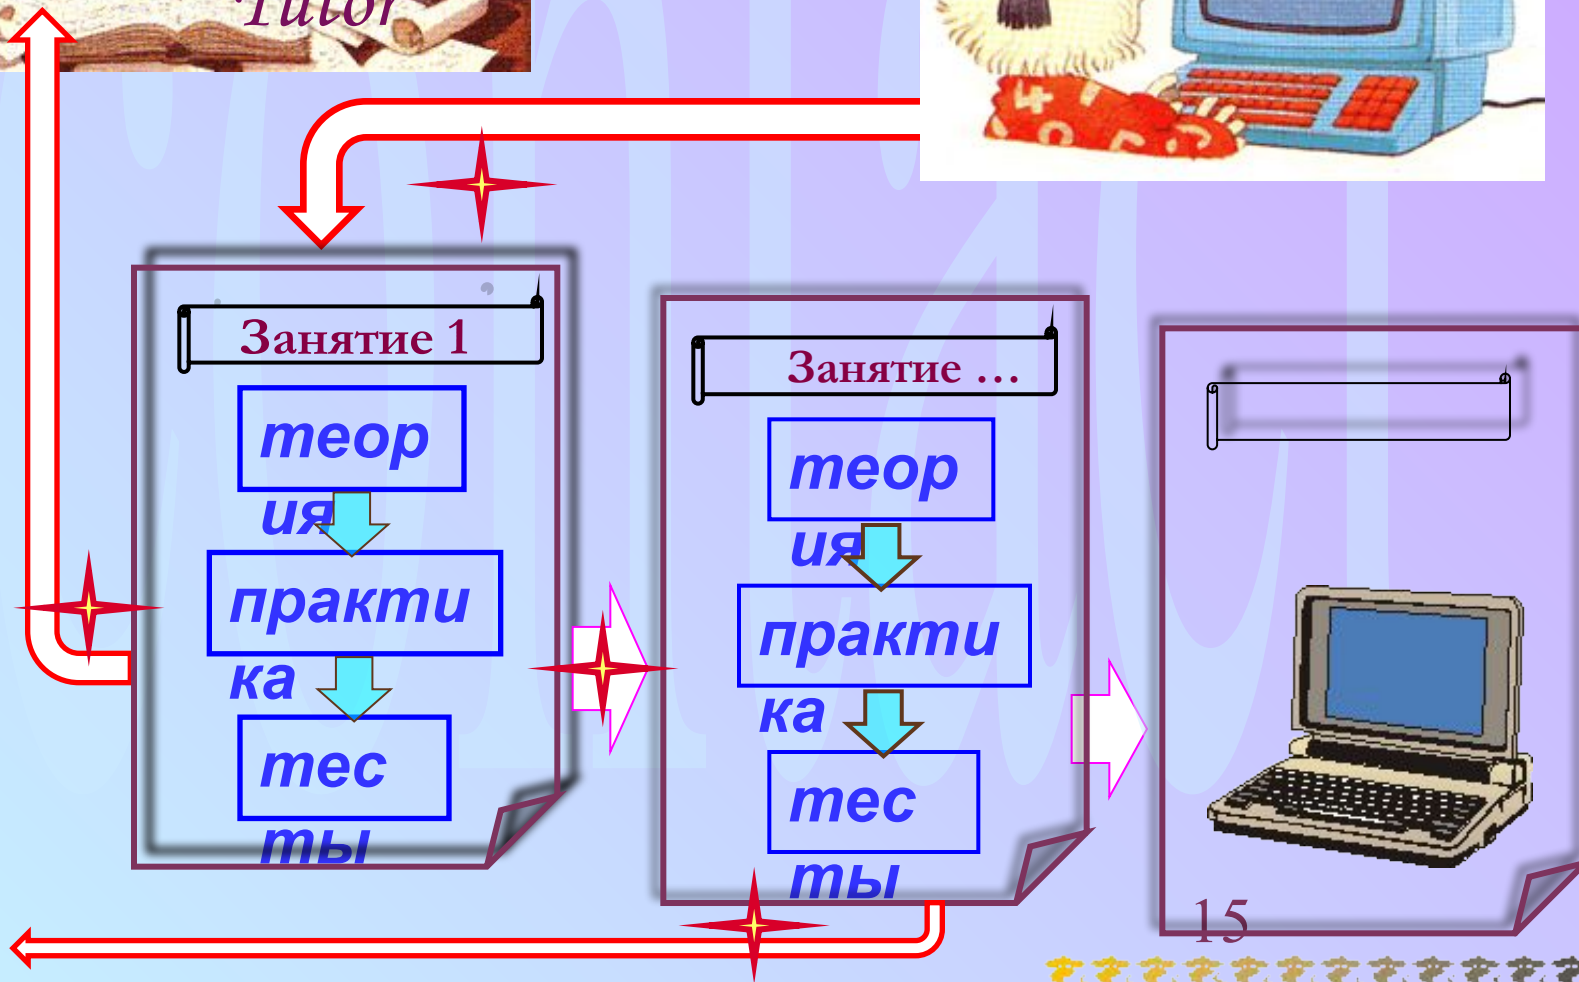 Tutor
Занятие 1
теор
ия
практи
ка
тес
ты
Занятие ...
теор
ия
практи
ка
тес
ты
15